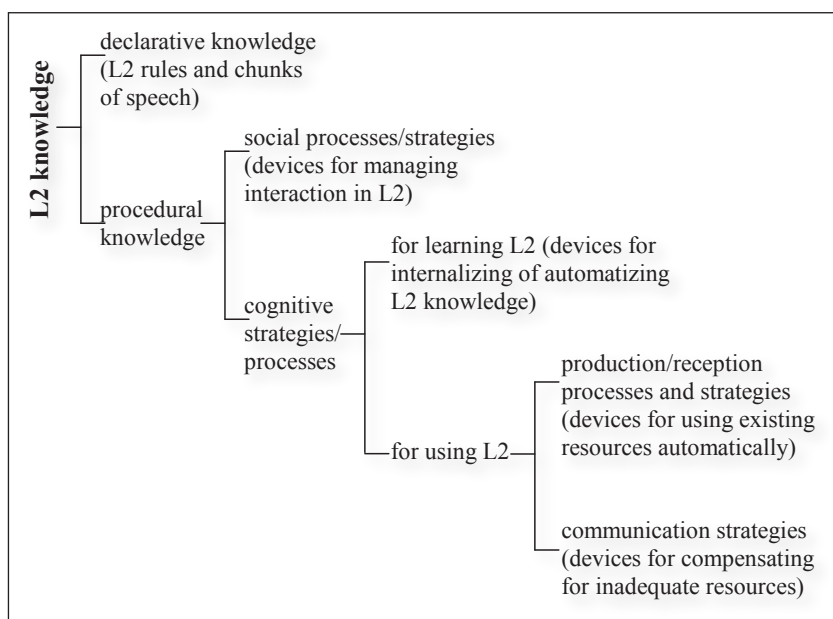 L2 knowledge
declarative knowledge
(L2 rules and chunks
of speech)
procedural
knowledge
social processes/strategies
(devices for managing
interaction in L2)
cognitive
strategies/
processes
for learning L2 (devices for
internalizing of automatizing
L2 knowledge)
for using L2
production/reception
processes and strategies
(devices for using existing
resources automatically)
communication strategies
(devices for compensating
for inadequate resources)